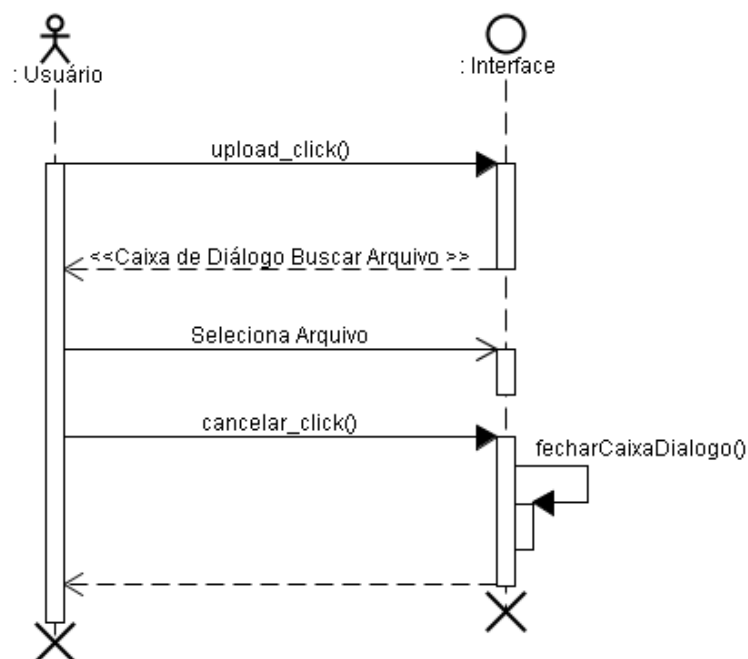 : Usuário
: Interface
upload_click()
<<Caixa de Diálogo Buscar Arquivo >>
Seleciona Arquivo
cancelar_click()
fecharCaixaDialogo()